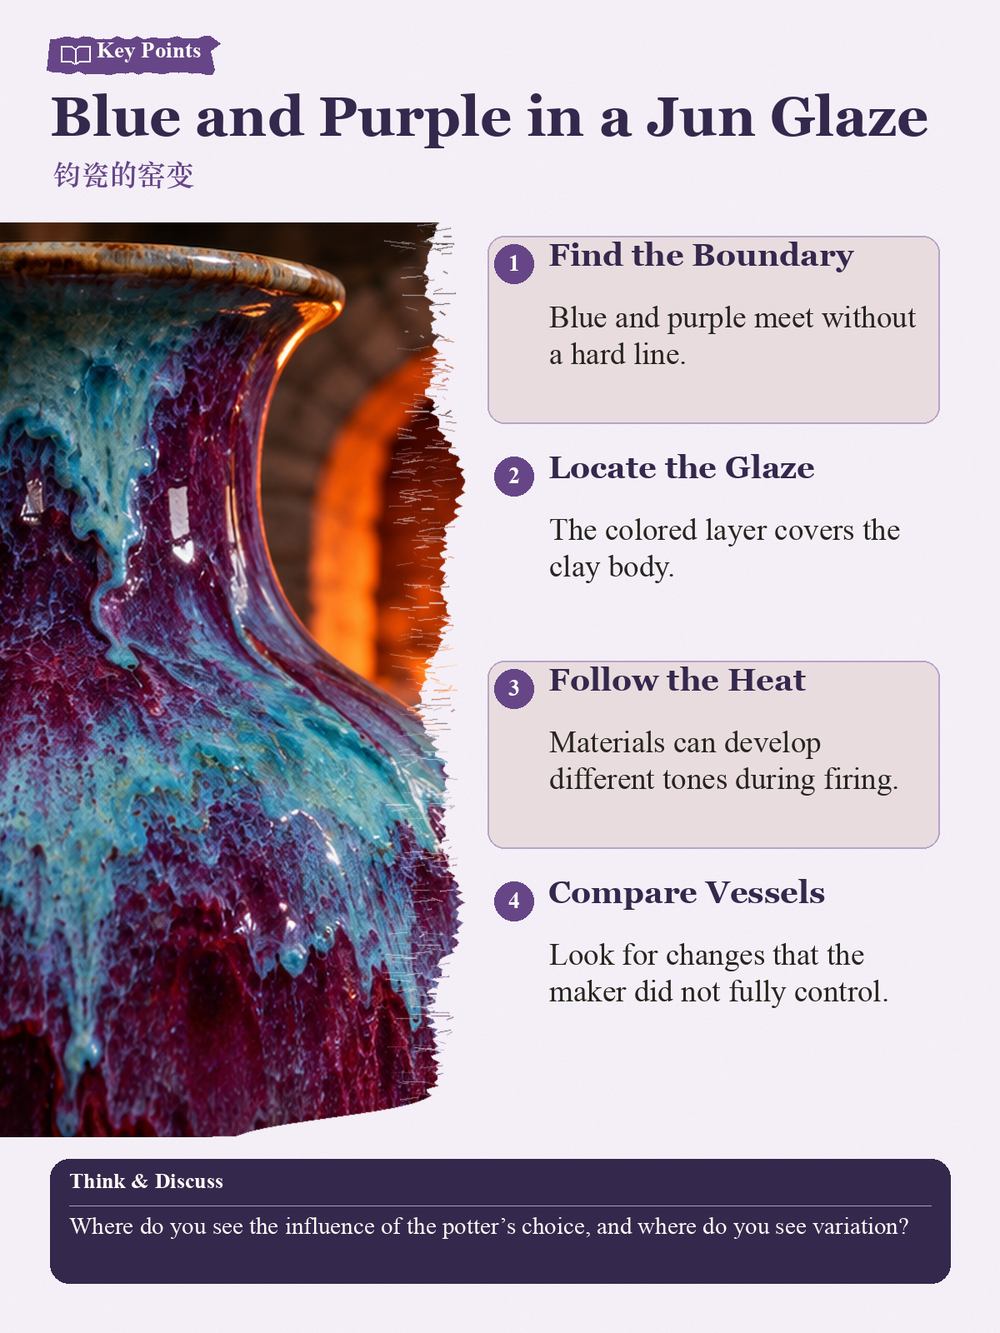 Key Points
Blue and Purple in a Jun Glaze
钧瓷的窑变
1 Find the Boundary
Blue and purple meet without
a hard line.
2 Locate the Glaze
The colored layer covers the
clay body.
3 Follow the Heat
Materials can develop
different tones during firing.
4 Compare Vessels
Look for changes that the
maker did not fully control.
Think & Discuss
Where do you see the influence of the potter’s choice, and where do you see variation?